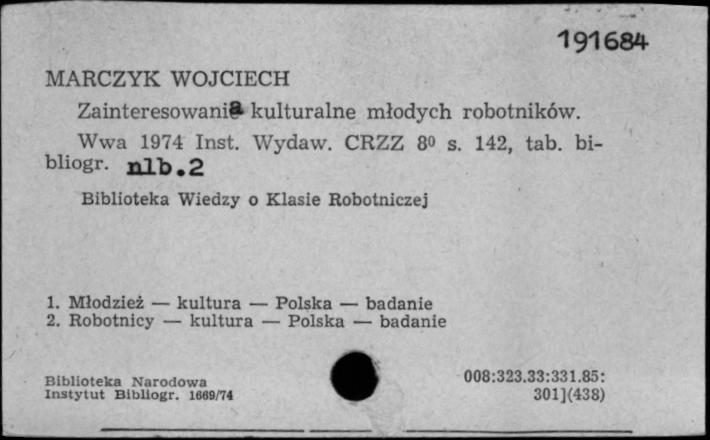 191684
MARCZYK WOJCIECH
Zainteresowania kulturalne młodych robotników.
Wwa 1974 Inst. Wydaw. CRZZ 8⁰ s. 142, tab. bi-
bliogr. nlb.2
Biblioteka Wiedzy o Klasie Robotniczej
1. Młodzież — kultura — Polska — badanie
2. Robotnicy — kultura — Polska — badanie
Biblioteka Narodowa
Instytut Bibliogr. 1669/74
008:323.33:331.85:
301](438)